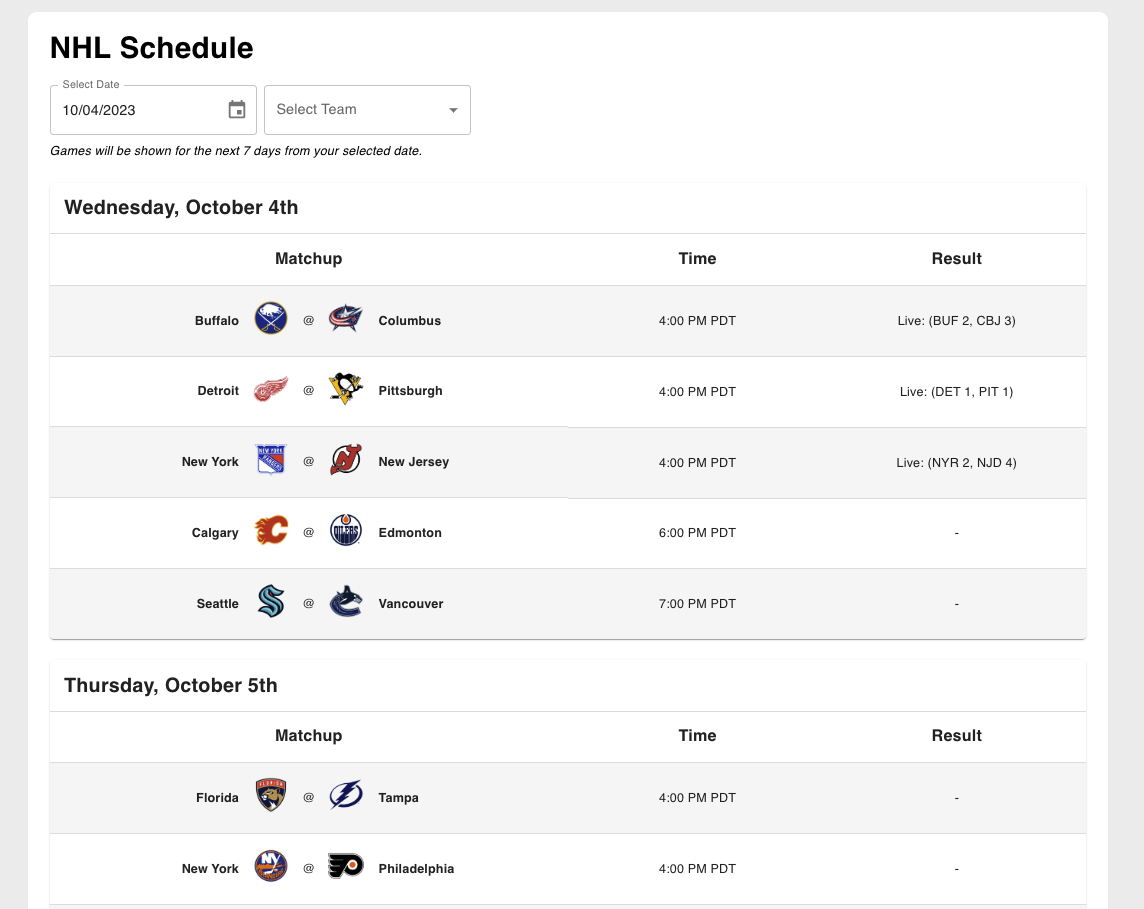 NHL Schedule
Select Date
10/04/2023
Select Team
Games will be shown for the next 7 days from your selected date.
Wednesday, October 4th
Matchup Time Result
Buffalo @ Columbus 4:00 PM PDT Live: (BUF 2, CBJ 3)
Detroit @ Pittsburgh 4:00 PM PDT Live: (DET 1, PIT 1)
New York @ New Jersey 4:00 PM PDT Live: (NYR 2, NJD 4)
Calgary @ Edmonton 6:00 PM PDT -
Seattle @ Vancouver 7:00 PM PDT -
Thursday, October 5th
Matchup Time Result
Florida @ Tampa 4:00 PM PDT -
New York @ Philadelphia 4:00 PM PDT -